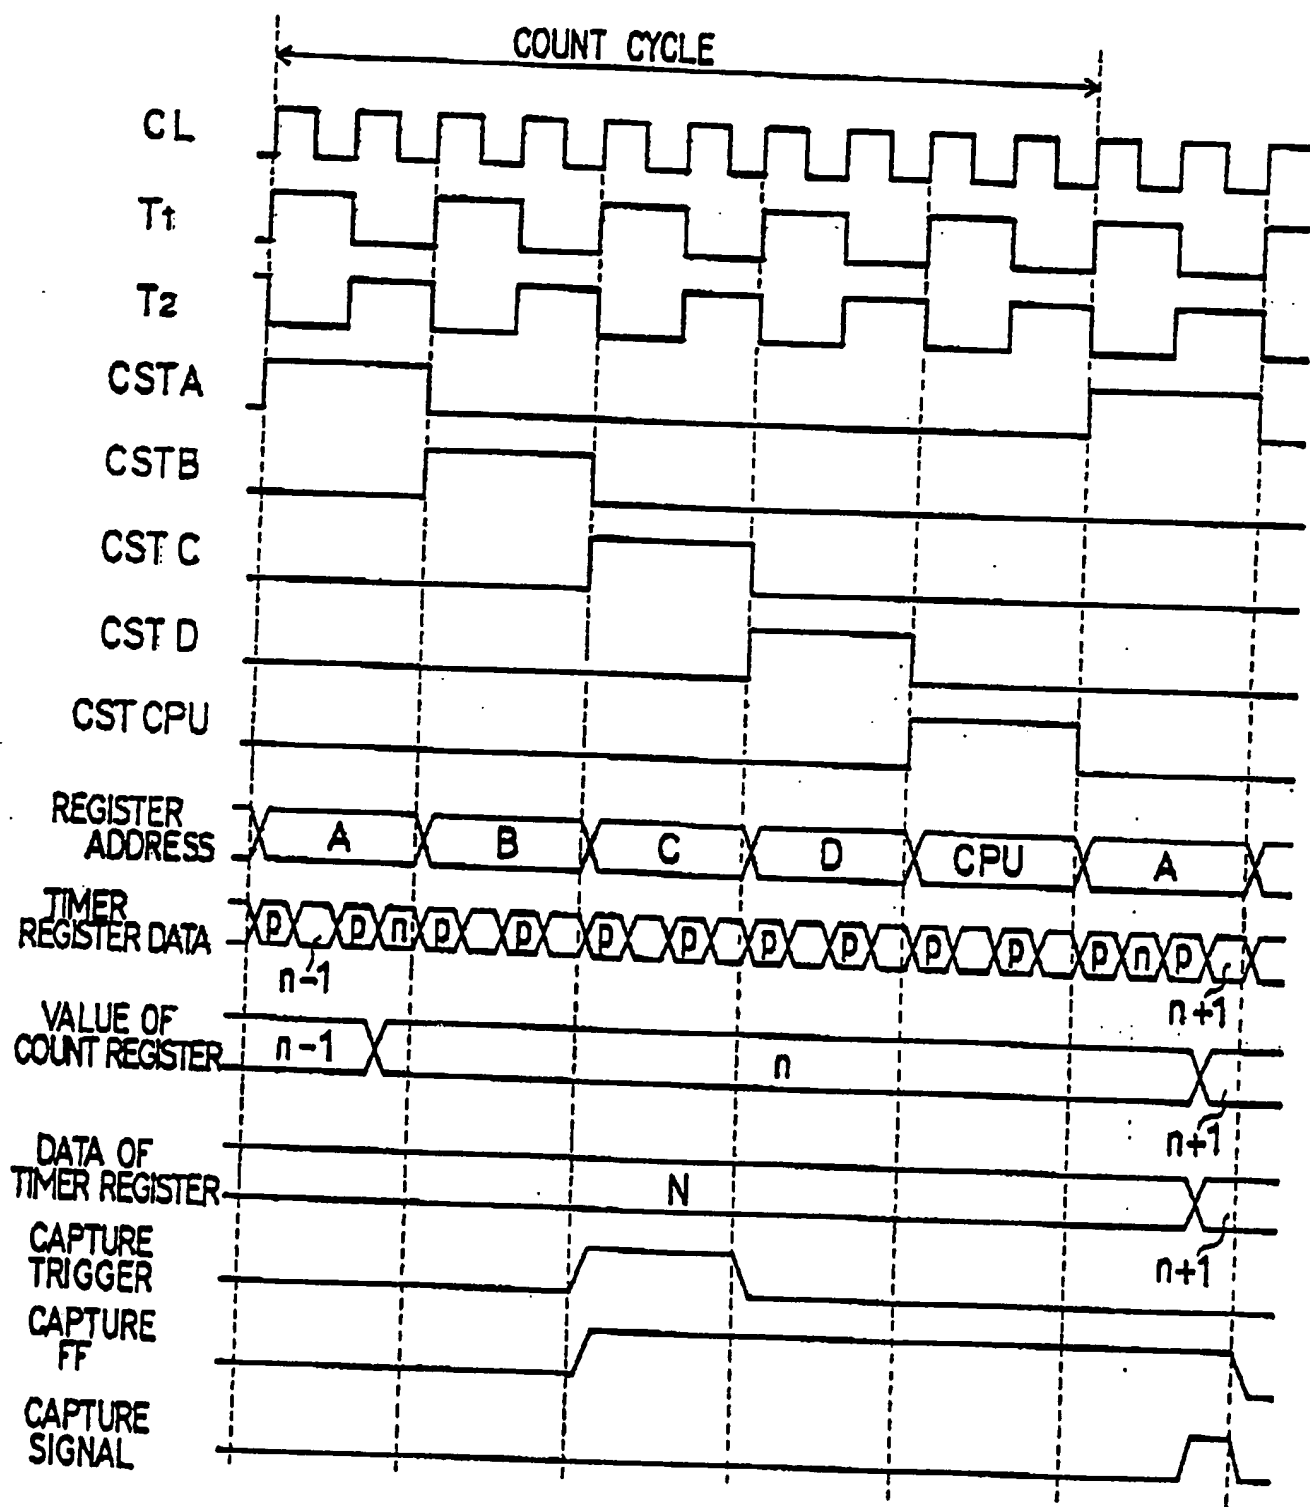 COUNT CYCLE
CL
T1
T2
CSTA
CSTB
CST C
CST D
CST CPU
REGISTER
ADDRESS
A B C D CPU A
TIMER
REGISTER DATA
p p n p p p p p p p p p n p
n-1
n+1
VALUE OF
COUNT REGISTER
n-1
n
n+1
DATA OF
TIMER REGISTER
N
n+1
CAPTURE
TRIGGER
CAPTURE
FF
CAPTURE
SIGNAL